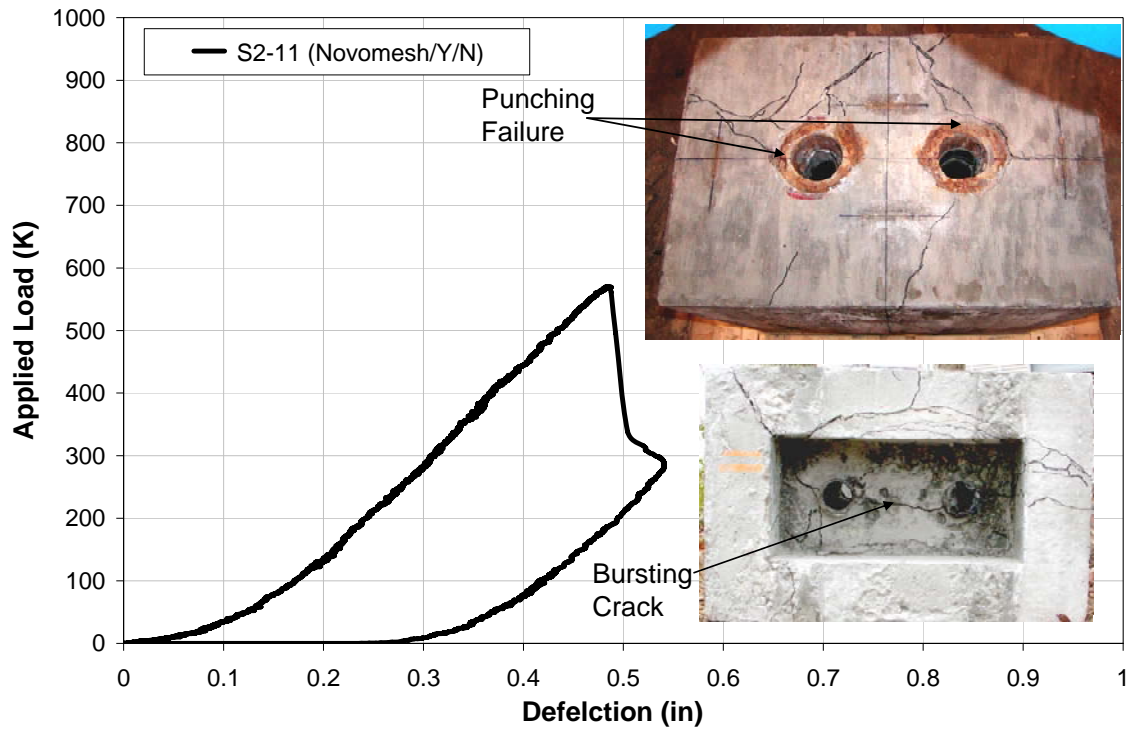 S2-11 (Novomesh/Y/N)
Punching
Failure
Bursting
Crack
Applied Load (K)
1000
900
800
700
600
500
400
300
200
100
0
0 0.1 0.2 0.3 0.4 0.5 0.6 0.7 0.8 0.9 1
Defelction (in)